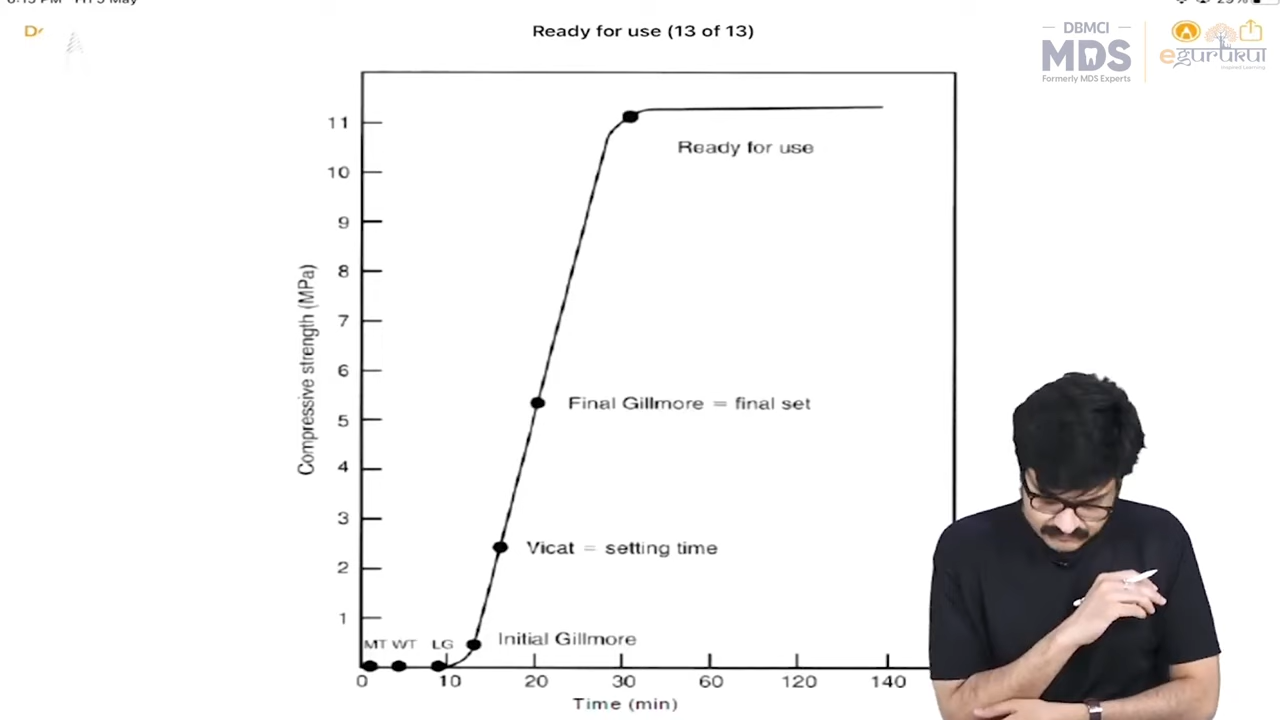 Ready for use (13 of 13)
DBMCI
MDS
Formerly MDS Experts
egurukul
Inspired Learning
11
Ready for use
10
9
8
7
6
Compressive strength (MPa)
Final Gillmore = final set
5
4
3
Vicat = setting time
2
1
MT WT LG
Initial Gillmore
0 10 20 30 60 120 140
Time (min)